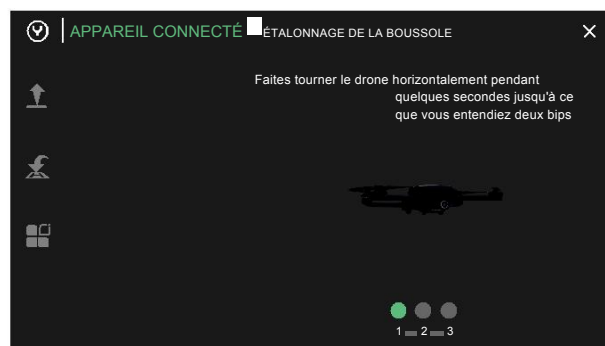 APPAREIL CONNECTÉ ÉTALONNAGE DE LA BOUSSOLE
Faites tourner le drone horizontalement pendant
quelques secondes jusqu'à ce
que vous entendiez deux bips
1 2 3